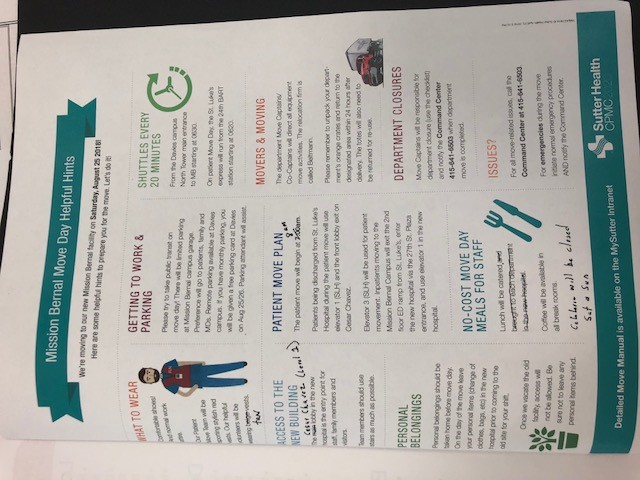 Mission Bernal Move Day Helpful Hints
We're moving to our new Mission Bernal facility on Saturday, August 25 2018!
Here are some helpful hints to prepare you for the move. Let's do it!
WHAT TO WEAR
Comfortable shoes!
normal work
Our Patient
Move Team will be
sporting stylish red
vests. Our helpful
volunteers will be
wearing vests.
teal
GETTING TO WORK &
PARKING
Please try to take public transit on
move day! There will be limited parking
at Mission Bernal campus garage.
Preference will go to patients, family and
MDs. Remote parking available at Davies
campus. If you have monthly parking, you
will be given a free parking card at Davies
on Aug 25/26. Parking attendant will assist.
SHUTTLES EVERY
20 MINUTES
From the Davies campus
North Tower main entrance
to MB starting at 0600.
On patient Move Day, the St. Luke's
express will run from the 24th BART
station starting at 0620.
ACCESS TO THE
NEW BUILDING
Cesar Chavez (Level 2)
The lobby in the new
hospital is the entry point for
staff, family members and
visitors.
Team members should use
stairs as much as possible.
PATIENT MOVE PLAN
8 am
The patient move will begin at
Patients being discharged from St. Luke's
Hospital during the patient move will use
elevator 1 (SLH) and the front lobby exit on
Cesar Chavez.
Elevator 3 (SLH) will be used for patient
movement. Inpatients moving to the
Mission Bernal Campus will exit the 2nd
floor ED ramp from St. Luke's, enter
the new hospital via the 27th St. Plaza
entrance, and use elevator 1 in the new
hospital.
MOVERS & MOVING
The department Move Captains/
Co-Captains will direct all equipment
move activities. The relocation firm is
called Beltmann.
Please remember to unpack your depart-
ment's orange crates and return to the
designated area within 24 hours after
delivery. The totes will also need to
be returned for re-use.
DEPARTMENT CLOSURES
Move Captains will be responsible for
department closure (use the checklist)
and notify the Command Center
415-641-6503 when department
move is completed.
PERSONAL
BELONGINGS
Personal belongings should be
taken home before move day.
On the day of the move leave
your personal items (change of
clothes, bags, etc) in the new
hospital prior to coming to the
old site for your shift.
Once we vacate the old
facility, access will
not be allowed. Be
sure not to leave any
personal items behind.
NO-COST MOVE DAY
MEALS FOR STAFF
Lunch will be catered, and
brought to each department
in the new hospital.
Coffee will be available in
all break rooms.
Cafeteria will be closed
Sat & Sun
ISSUES?
For all move-related issues, call the
Command Center at 415-641-6503.
For emergencies during the move
initiate normal emergency procedures
AND notify the Command Center.
Detailed Move Manual is available on the MySutter Intranet
Sutter Health
CPMC